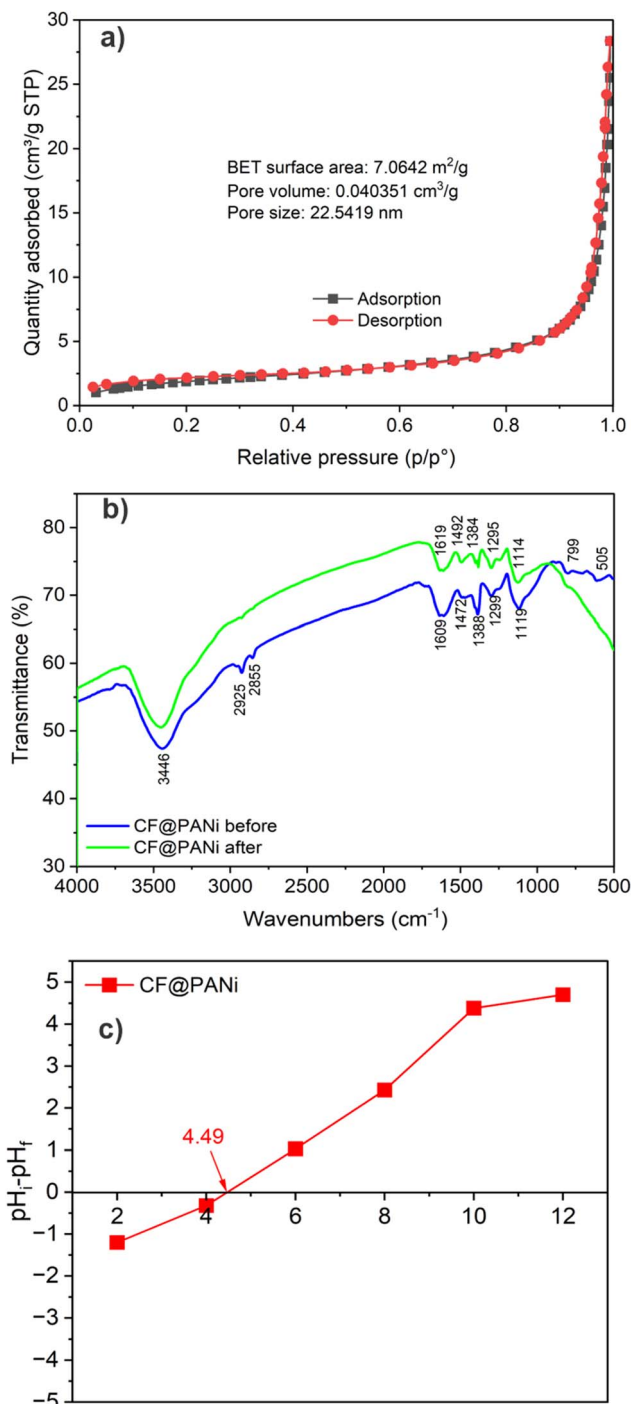 a)
30
25
20
15
10
5
0
Quantity adsorbed (cm³/g STP)
BET surface area: 7.0642 m²/g
Pore volume: 0.040351 cm³/g
Pore size: 22.5419 nm
Adsorption
Desorption
0.0 0.2 0.4 0.6 0.8 1.0
Relative pressure (p/p°)
b)
80
70
60
50
40
30
Transmittance (%)
1619 1492 1384 1295 1114 799 505
1609 1472 1388 1299 1119
2925 2855
3446
CF@PANi before
CF@PANi after
4000 3500 3000 2500 2000 1500 1000 500
Wavenumbers (cm⁻¹)
CF@PANi
c)
5
4
3
2
1
0
−1
−2
−3
−4
−5
pHᵢ-pH_f
4.49
2 4 6 8 10 12